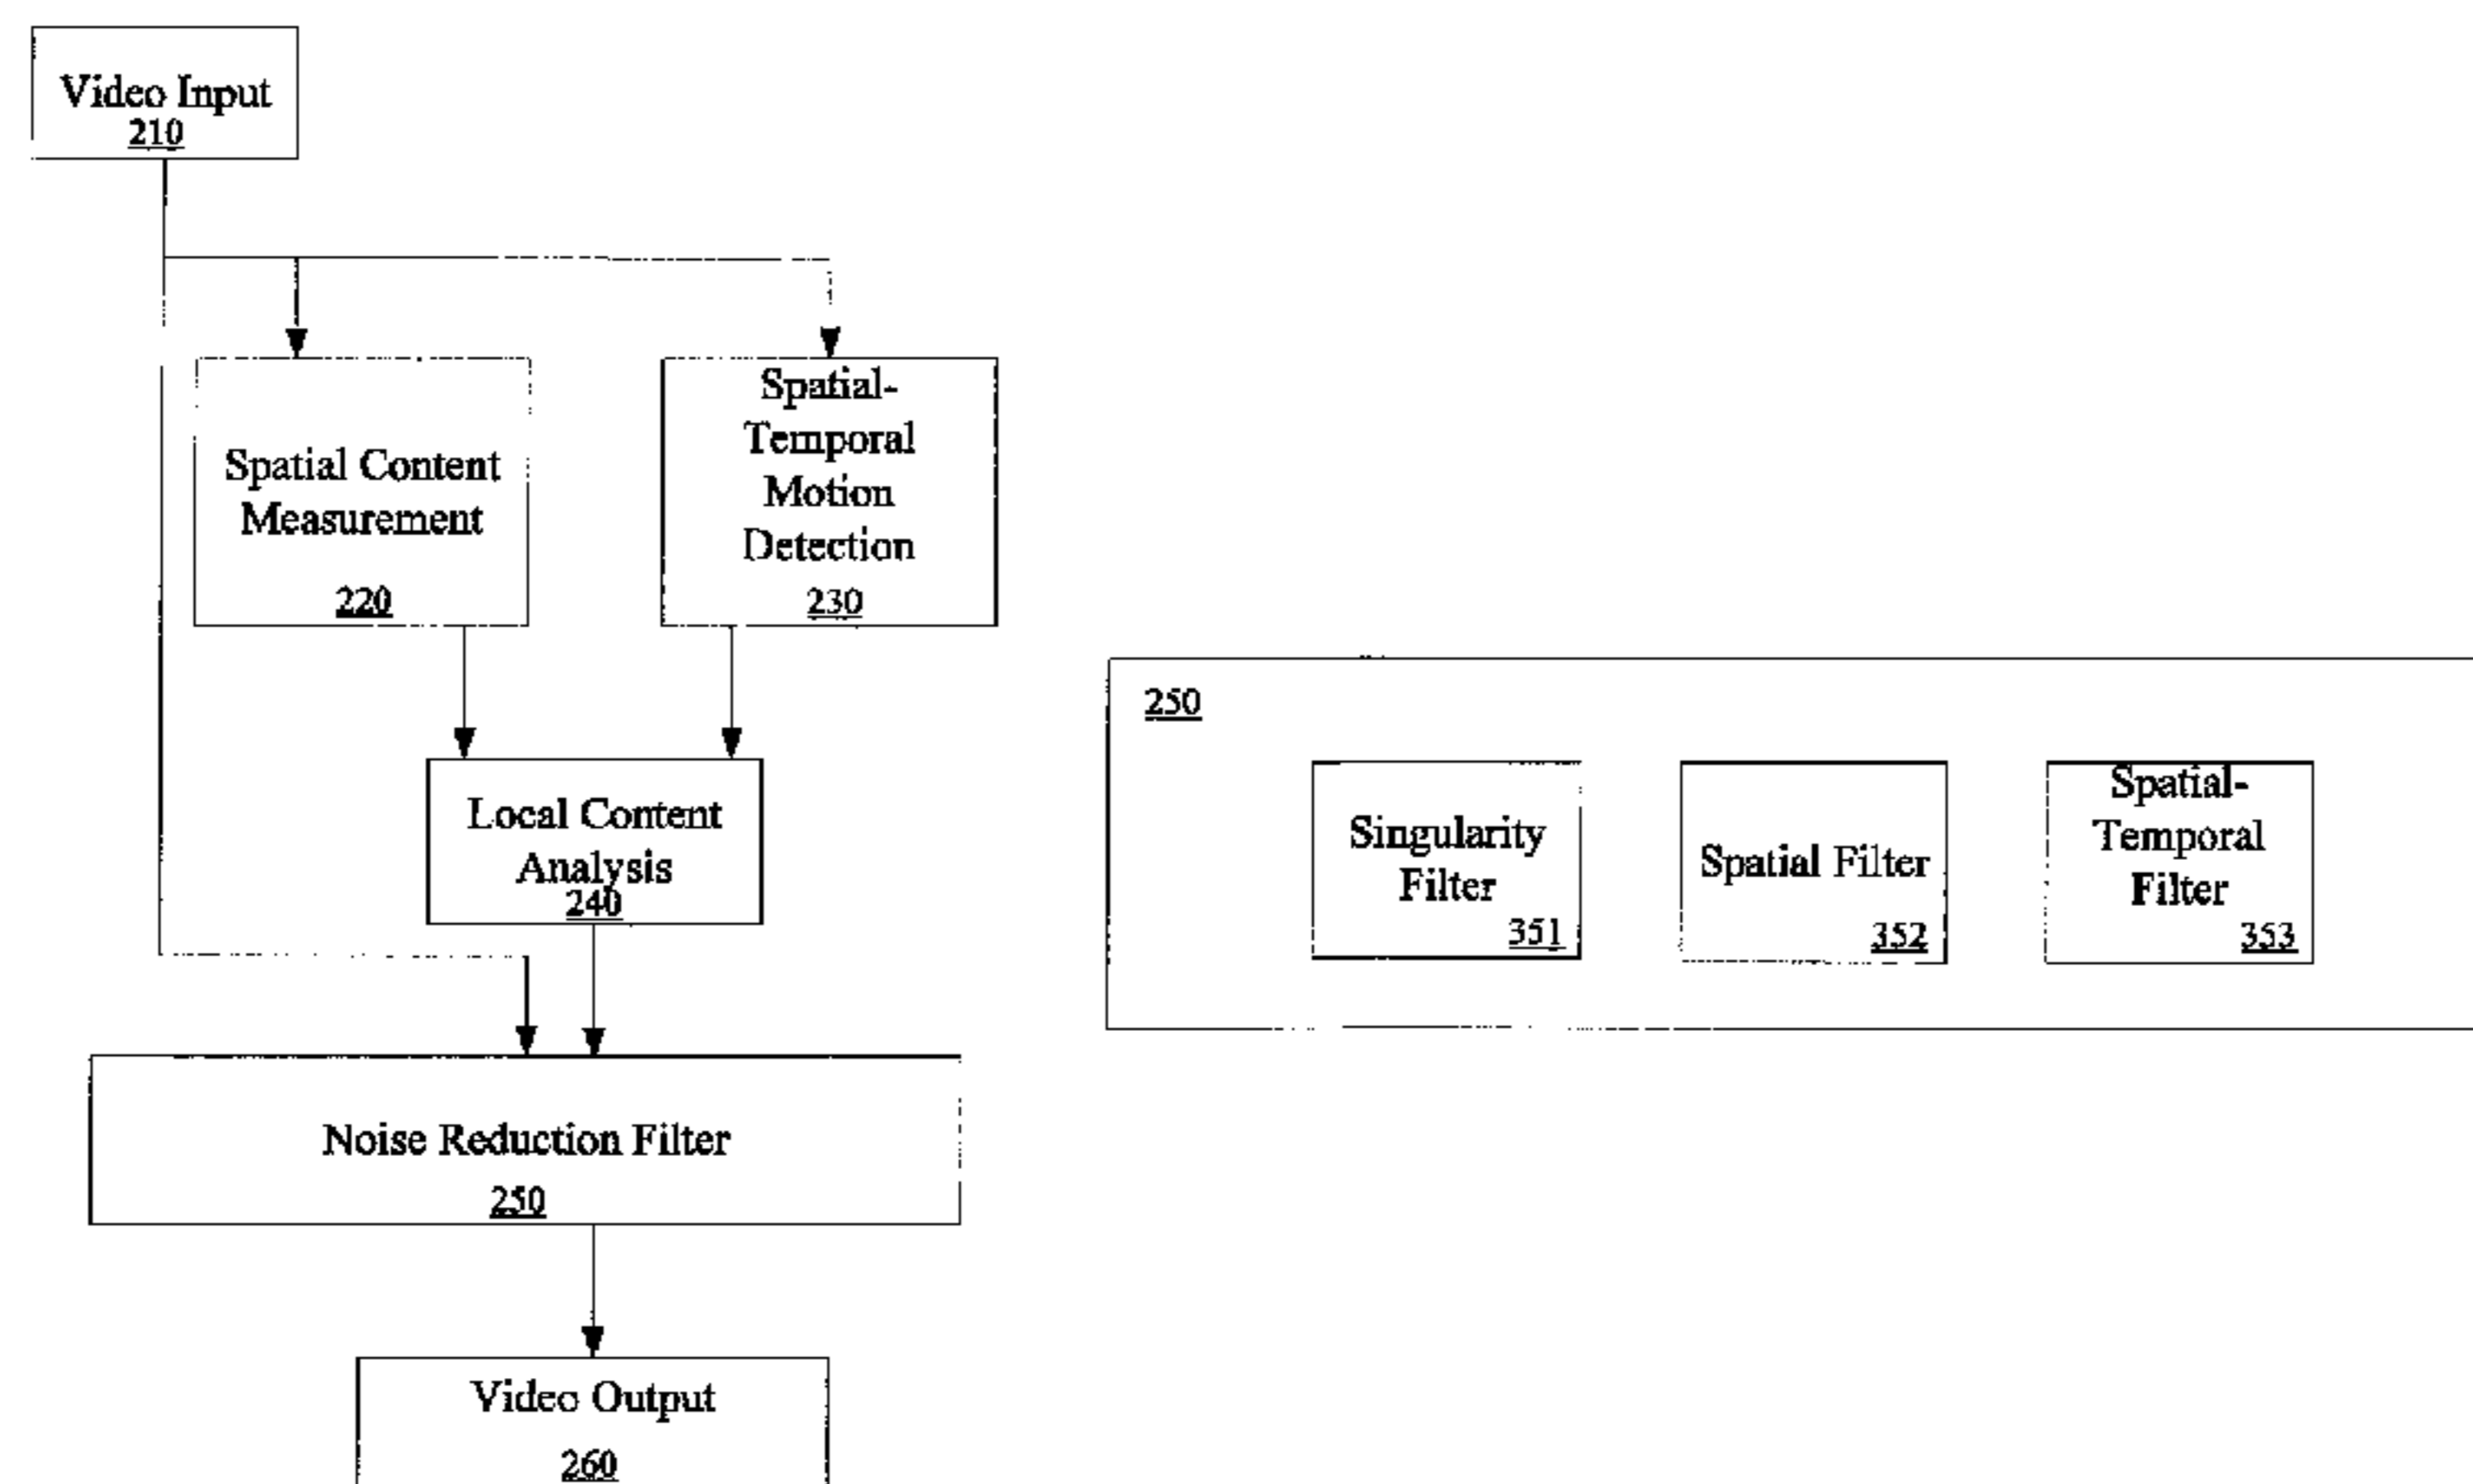 Video Input
210
Spatial Content
Measurement
220
Spatial-
Temporal
Motion
Detection
230
Local Content
Analysis
240
Noise Reduction Filter
250
Video Output
260
250
Singularity
Filter
351
Spatial Filter
352
Spatial-
Temporal
Filter
353